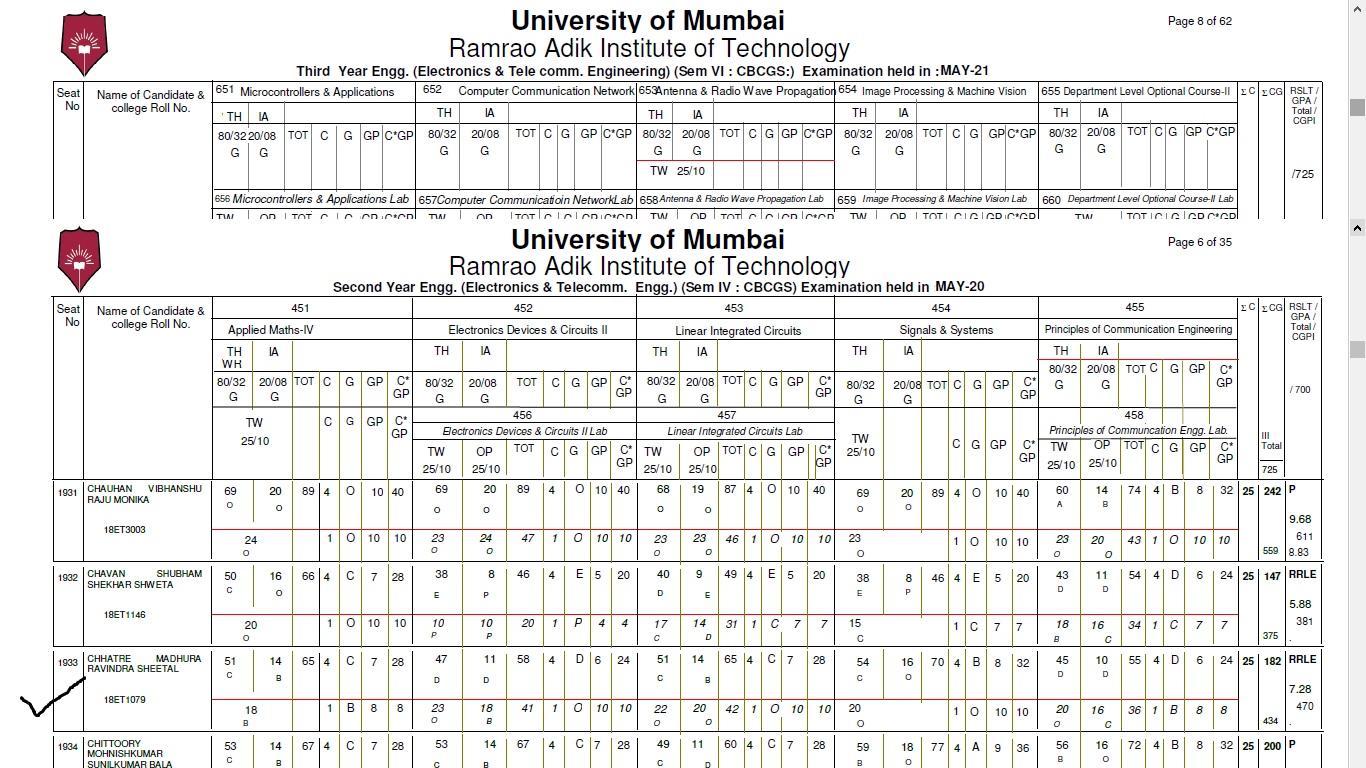 University of Mumbai
Page 8 of 62
Ramrao Adik Institute of Technology
Third Year Engg. (Electronics & Tele comm. Engineering) (Sem VI : CBCGS:) Examination held in :MAY-21
Seat No Name of Candidate & college Roll No. 651 Microcontrollers & Applications 652 Computer Communication Network 653 Antenna & Radio Wave Propagation 654 Image Processing & Machine Vision 655 Department Level Optional Course-II Σ C Σ CG RSLT / GPA / Total / CGPI
TH IA TH IA TH IA TH IA TH IA
80/32 20/08 TOT C G GP C*GP 80/32 20/08 TOT C G GP C*GP 80/32 20/08 TOT C G GP C*GP 80/32 20/08 TOT C G GP C*GP 80/32 20/08 TOT C G GP C*GP
G G G G G G G G G G
TW 25/10 /725
656 Microcontrollers & Applications Lab 657 Computer Communicatioin NetworkLab 658 Antenna & Radio Wave Propagation Lab 659 Image Processing & Machine Vision Lab 660 Department Level Optional Course-II Lab
TW OP TOT C G GP C*GP TW OP TOT C G GP C*GP TW OP TOT C G GP C*GP TW OP TOT C G GP C*GP TW TOT C G GP C*GP
University of Mumbai
Page 6 of 35
Ramrao Adik Institute of Technology
Second Year Engg. (Electronics & Telecomm. Engg.) (Sem IV : CBCGS) Examination held in MAY-20
Seat No Name of Candidate & college Roll No. 451 452 453 454 455 Σ C Σ CG RSLT / GPA / Total / CGPI
Applied Maths-IV Electronics Devices & Circuits II Linear Integrated Circuits Signals & Systems Principles of Communication Engineering
TH IA TH IA TH IA TH IA TH IA
WH
80/32 20/08 TOT C G GP C* GP 80/32 20/08 TOT C G GP C* GP 80/32 20/08 TOT C G GP C* GP 80/32 20/08 TOT C G GP C* GP 80/32 20/08 TOT C G GP C* GP / 700
G G G G G G G G G G
456 457 458
Electronics Devices & Circuits II Lab Linear Integrated Circuits Lab Principles of Communcation Engg. Lab.
TW 25/10 C G GP C* GP TW 25/10 OP 25/10 TOT C G GP C* GP TW 25/10 OP 25/10 TOT C G GP C* GP TW 25/10 C G GP C* GP TW 25/10 OP 25/10 TOT C G GP C* GP III Total 725
1931 CHAUHAN VIBHANSHU 69 20 89 4 O 10 40 69 20 89 4 O 10 40 68 19 87 4 O 10 40 69 20 89 4 O 10 40 60 14 74 4 B 8 32 25 242 P
RAJU MONIKA O O O O O O O O A B
9.68
18ET3003 24 1 O 10 10 23 24 47 1 O 10 10 23 23 46 1 O 10 10 23 1 O 10 10 23 20 43 1 O 10 10 611
O O O O O O O O 559 8.83
1932 CHAVAN SHUBHAM 50 16 66 4 C 7 28 38 8 46 4 E 5 20 40 9 49 4 E 5 20 38 8 46 4 E 5 20 43 11 54 4 D 6 24 25 147 RRLE
SHEKHAR SHWETA C O E P D E E P D D
5.88
18ET1146 20 1 O 10 10 10 10 20 1 P 4 4 17 14 31 1 C 7 7 15 1 C 7 7 18 16 34 1 C 7 7 381
O P P C D C B C 375 .
1933 CHHATRE MADHURA 51 14 65 4 C 7 28 47 11 58 4 D 6 24 51 14 65 4 C 7 28 54 16 70 4 B 8 32 45 10 55 4 D 6 24 25 182 RRLE
RAVINDRA SHEETAL C B D D C B C O D D
7.28
18ET1079 18 1 B 8 8 23 18 41 1 O 10 10 22 20 42 1 O 10 10 20 1 O 10 10 20 16 36 1 B 8 8 470
B O B O O O O C 434 .
1934 CHITTOORY 53 14 67 4 C 7 28 53 14 67 4 C 7 28 49 11 60 4 C 7 28 59 18 77 4 A 9 36 56 16 72 4 B 8 32 25 200 P
MOHNISHKUMAR C B C B C D B O B O
SUNILKUMAR BALA